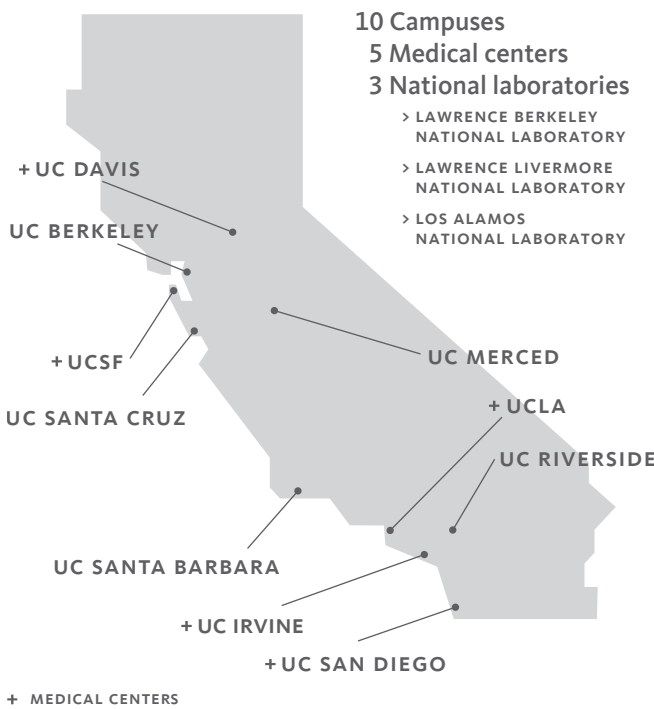 10 Campuses
5 Medical centers
3 National laboratories
> LAWRENCE BERKELEY
NATIONAL LABORATORY
> LAWRENCE LIVERMORE
NATIONAL LABORATORY
> LOS ALAMOS
NATIONAL LABORATORY
+ UC DAVIS
UC BERKELEY
+ UCSF
UC MERCED
UC SANTA CRUZ
+ UCLA
UC RIVERSIDE
UC SANTA BARBARA
+ UC IRVINE
+ UC SAN DIEGO
+ MEDICAL CENTERS